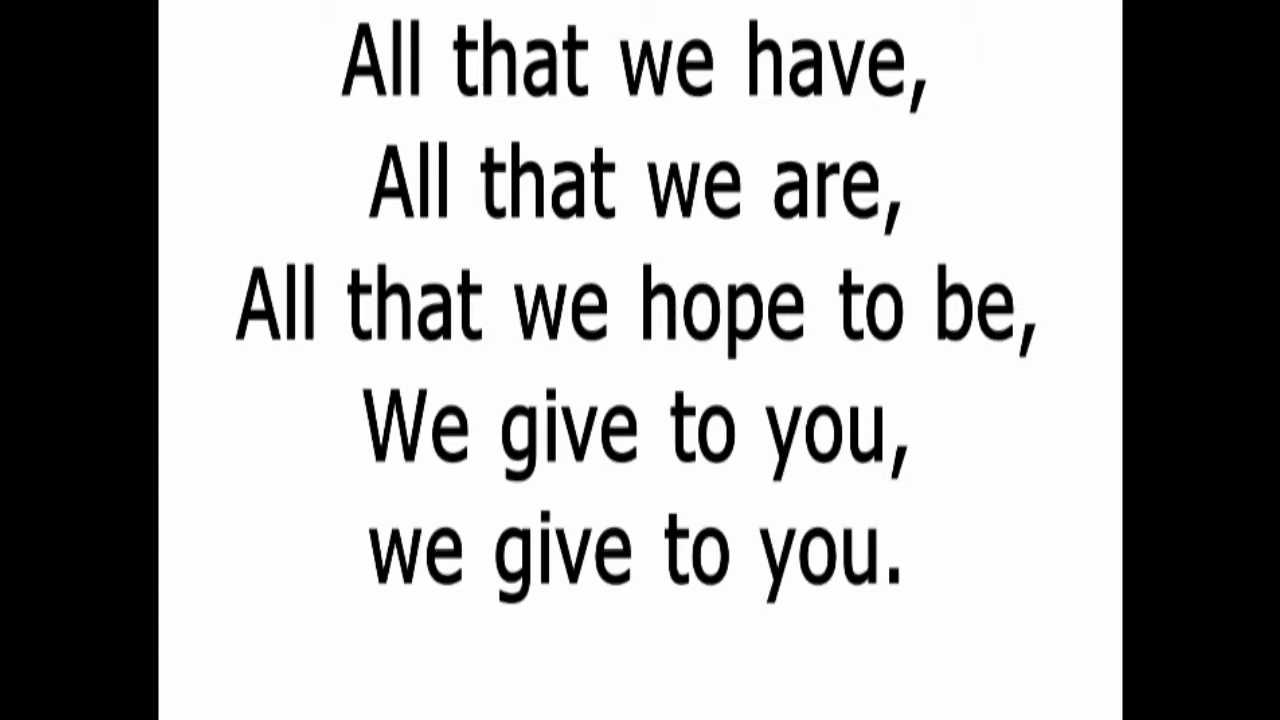 All that we have,
All that we are,
All that we hope to be,
We give to you,
we give to you.